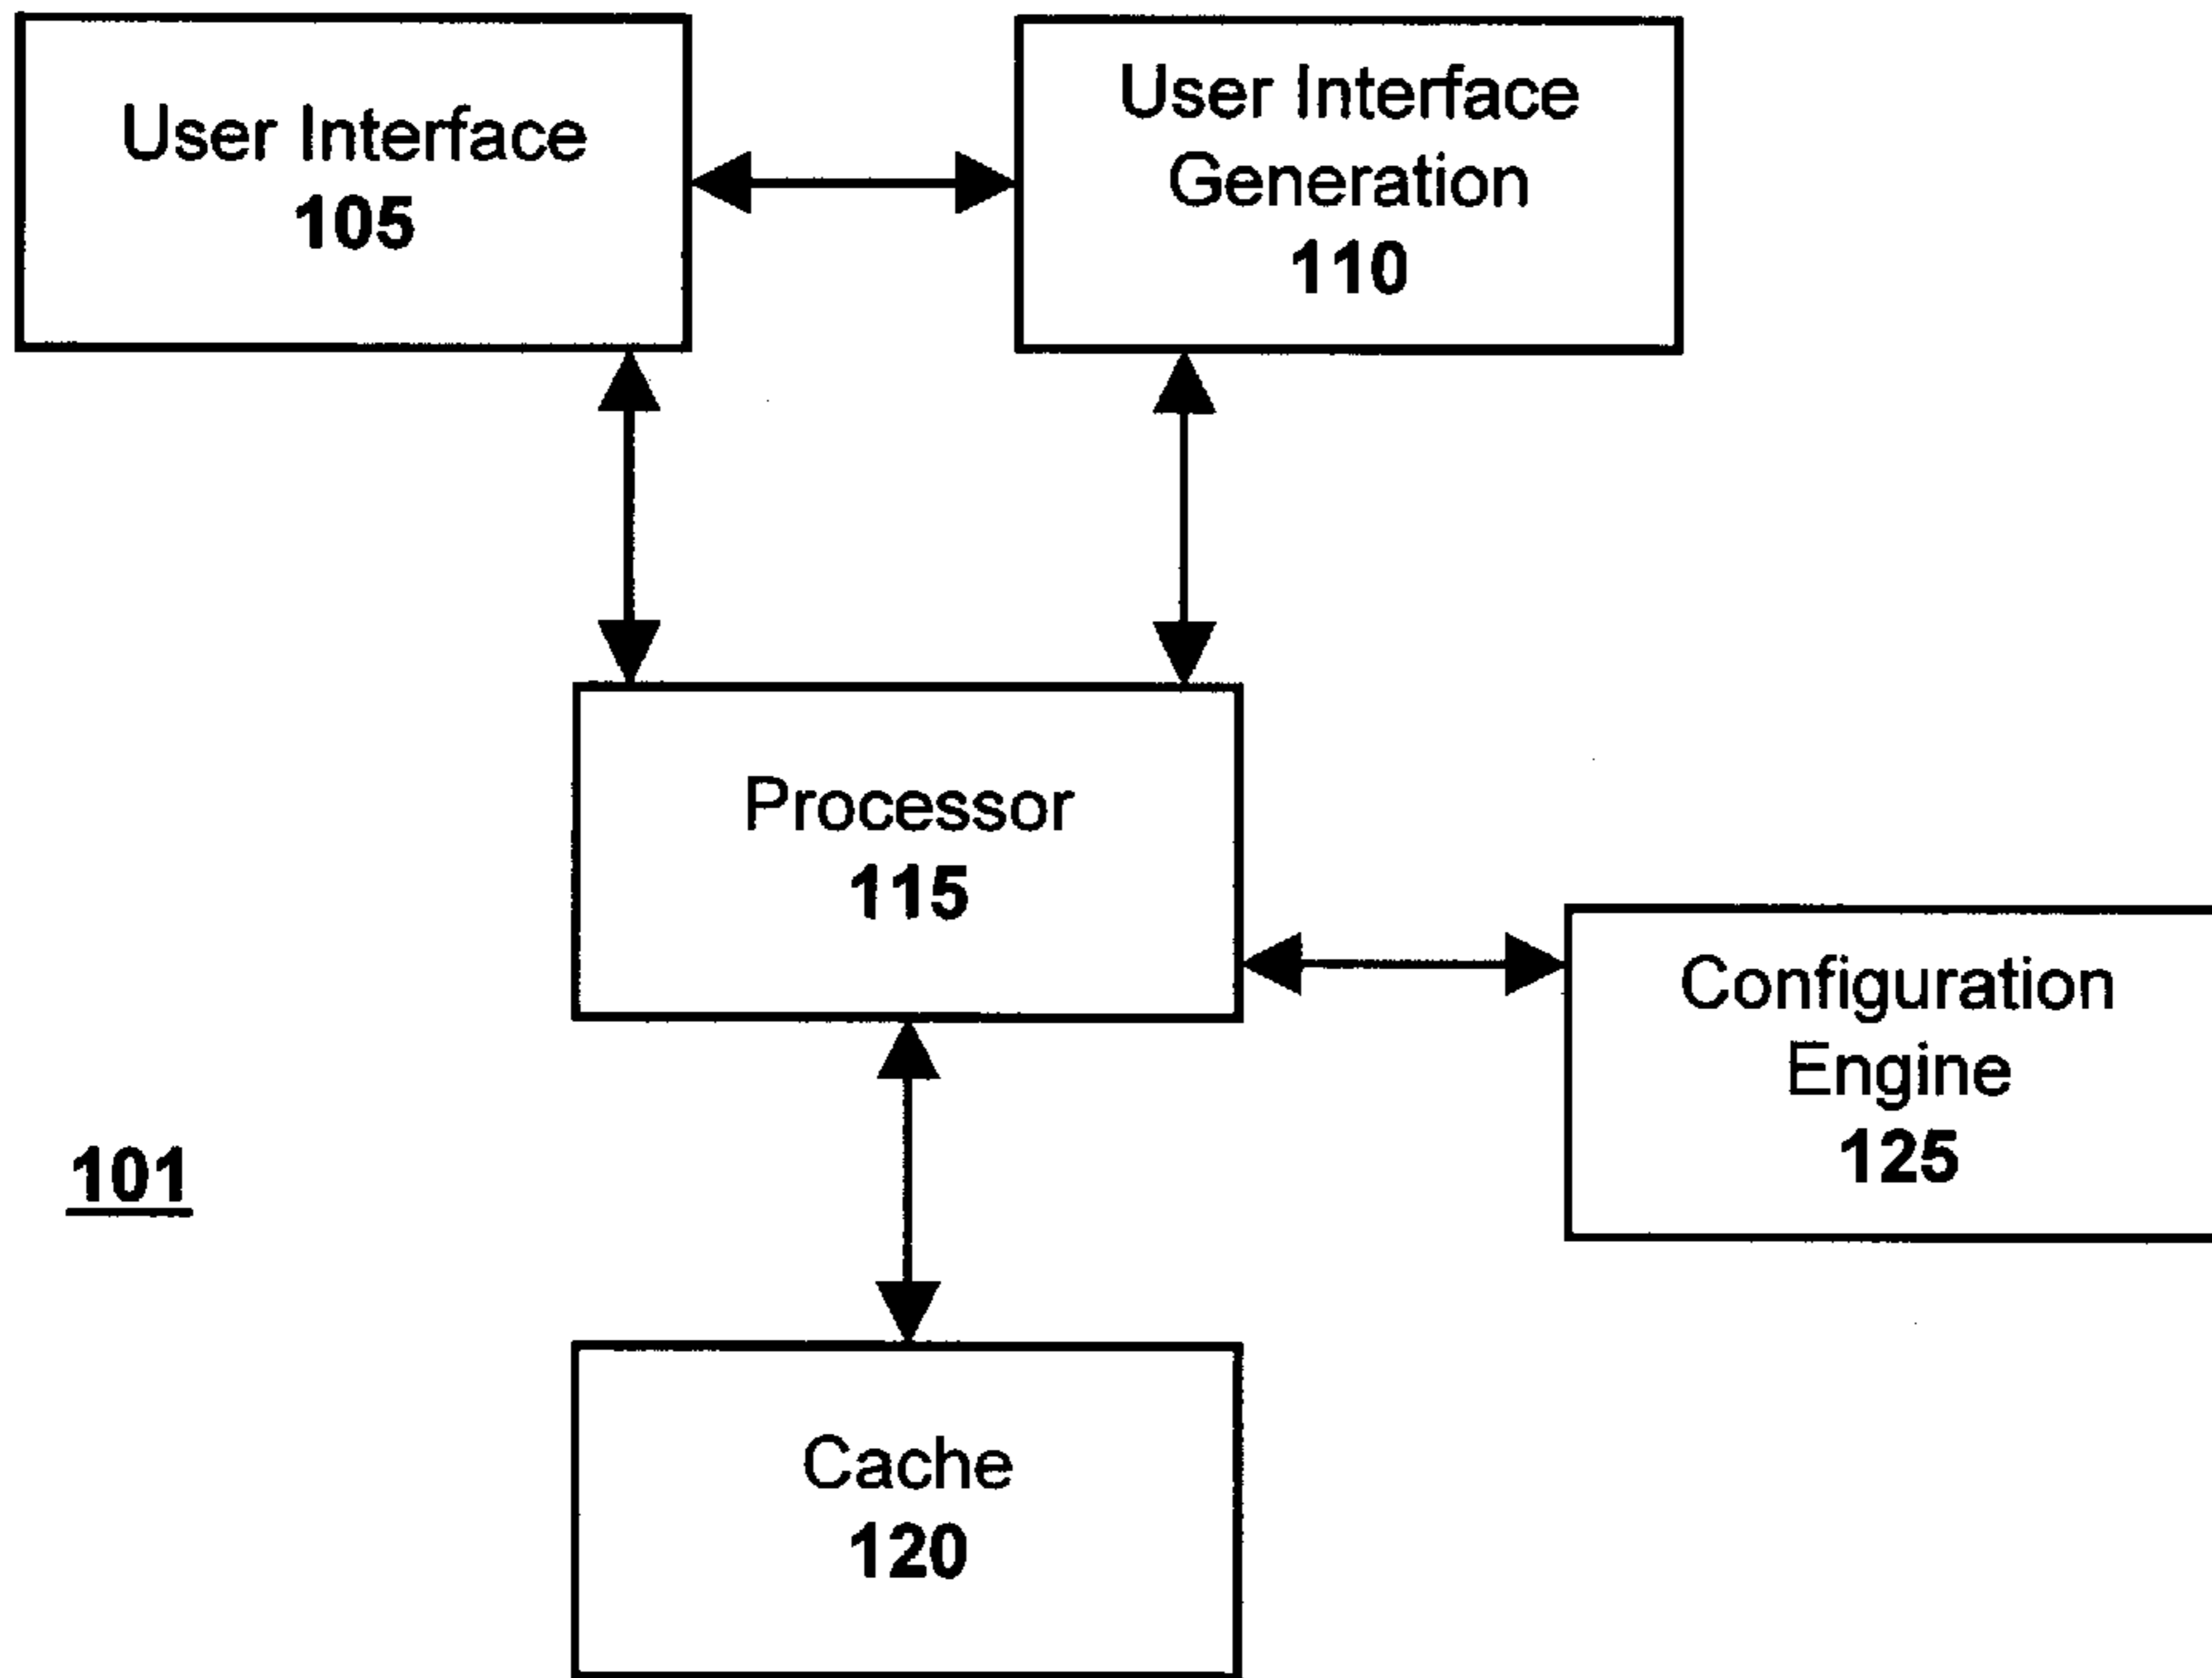 User Interface
105
User Interface
Generation
110
Processor
115
Configuration
Engine
125
101
Cache
120